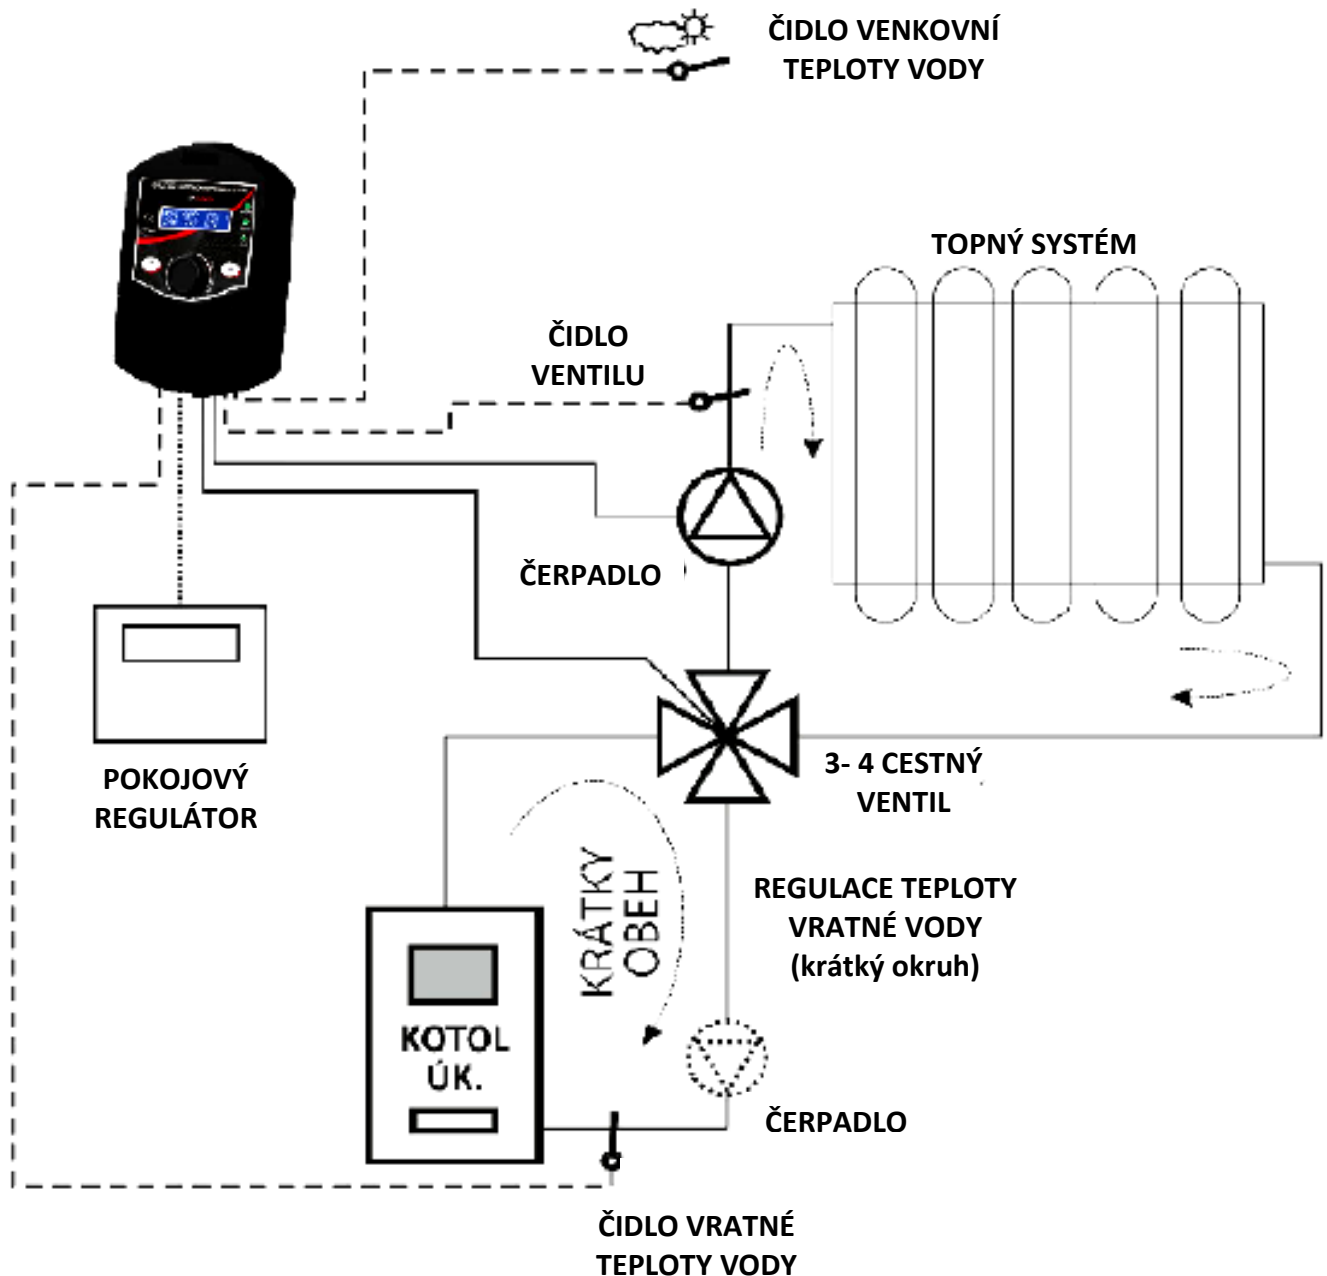 ČIDLO VENKOVNÍ
TEPLOTY VODY
TOPNÝ SYSTÉM
ČIDLO
VENTILU
ČERPADLO
POKOJOVÝ
REGULÁTOR
3- 4 CESTNÝ
VENTIL
KRÁTKY
OBEH
REGULACE TEPLOTY
VRATNÉ VODY
(krátký okruh)
KOTOL
ÚK.
ČERPADLO
ČIDLO VRATNÉ
TEPLOTY VODY